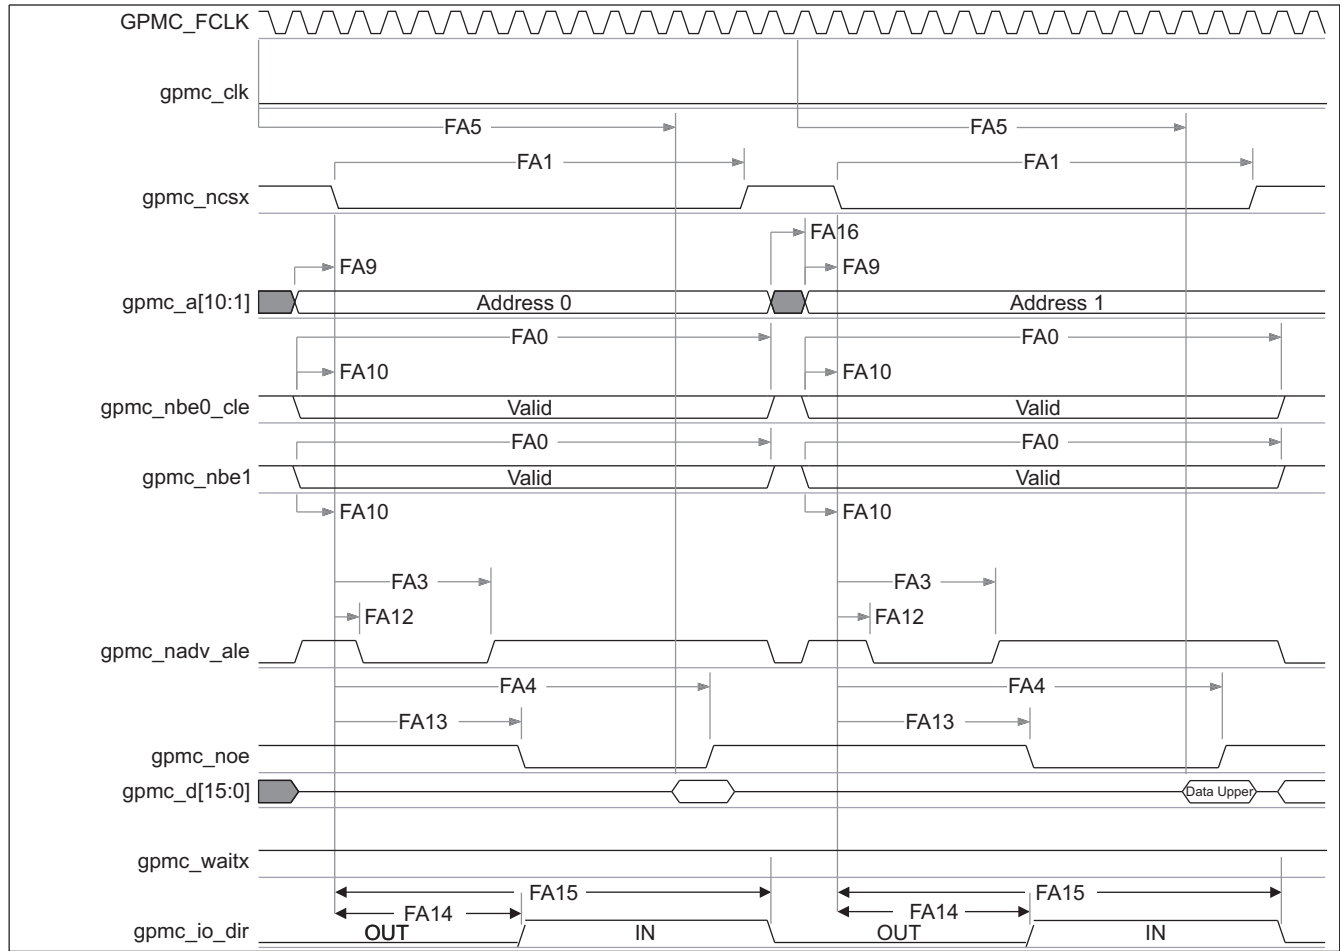 GPMC_FCLK
gpmc_clk
FA5 FA5
FA1 FA1
gpmc_ncsx
FA16
FA9 FA9
gpmc_a[10:1] Address 0 Address 1
FA0 FA0
FA10 FA10
gpmc_nbe0_cle Valid Valid
FA0 FA0
gpmc_nbe1 Valid Valid
FA10 FA10
FA3 FA3
FA12 FA12
gpmc_nadv_ale
FA4 FA4
FA13 FA13
gpmc_noe
gpmc_d[15:0] Data Upper
gpmc_waitx
FA15 FA15
FA14 FA14
gpmc_io_dir OUT IN OUT IN